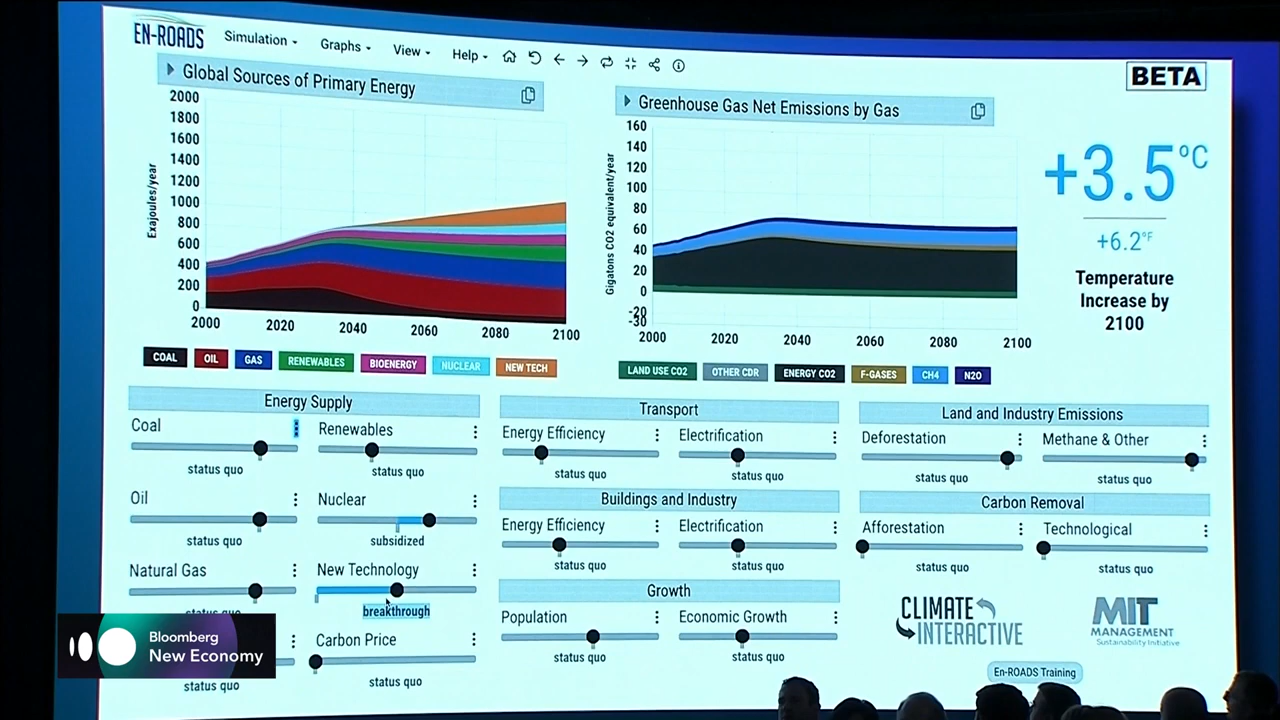 EN-ROADS
Simulation
Graphs
View
Help
BETA
Global Sources of Primary Energy
2000
1800
1600
1400
1200
1000
800
600
400
200
0
Exajoules/year
2000 2020 2040 2060 2080 2100
COAL OIL GAS RENEWABLES BIOENERGY NUCLEAR NEW TECH
Greenhouse Gas Net Emissions by Gas
160
140
120
100
80
60
40
20
0
-20
-30
Gigatons CO2 equivalent/year
2000 2020 2040 2060 2080 2100
LAND USE CO2 OTHER CDR ENERGY CO2 F-GASES CH4 N2O
+3.5°C
+6.2°F
Temperature
Increase by
2100
Energy Supply
Coal
status quo
Renewables
status quo
Oil
status quo
Nuclear
subsidized
Natural Gas
status quo
New Technology
breakthrough
status quo
Carbon Price
status quo
Transport
Energy Efficiency
status quo
Electrification
status quo
Buildings and Industry
Energy Efficiency
status quo
Electrification
status quo
Growth
Population
status quo
Economic Growth
status quo
Land and Industry Emissions
Deforestation
status quo
Methane & Other
status quo
Carbon Removal
Afforestation
status quo
Technological
status quo
CLIMATE
INTERACTIVE
MIT
MANAGEMENT
Sustainability Initiative
En-ROADS Training
Bloomberg
New Economy